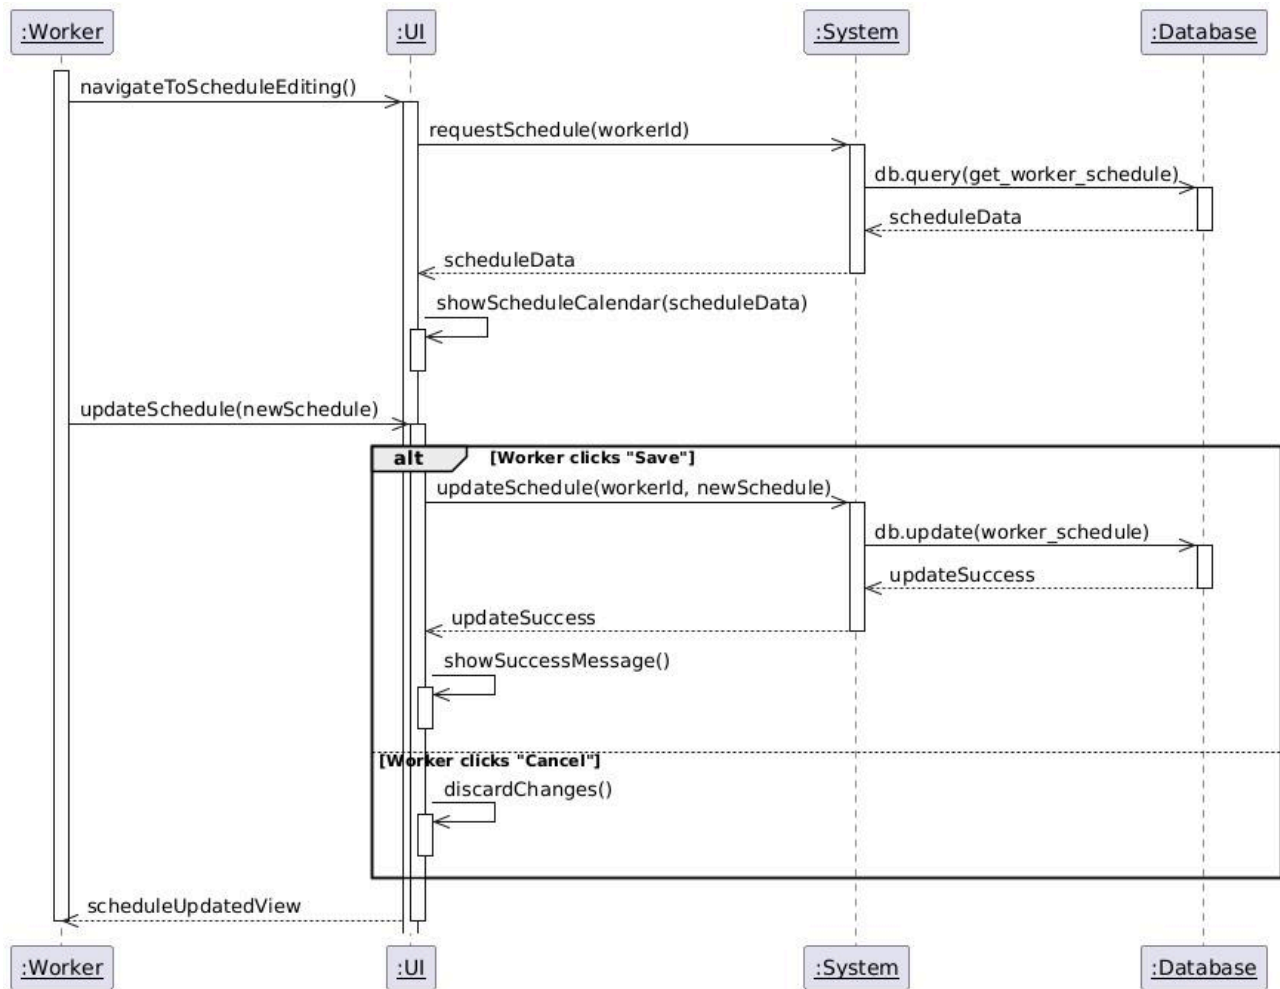 :Worker
:UI
:System
:Database
navigateToScheduleEditing()
requestSchedule(workerId)
db.query(get_worker_schedule)
scheduleData
scheduleData
showScheduleCalendar(scheduleData)
updateSchedule(newSchedule)
alt
[Worker clicks "Save"]
updateSchedule(workerId, newSchedule)
db.update(worker_schedule)
updateSuccess
updateSuccess
showSuccessMessage()
[Worker clicks "Cancel"]
discardChanges()
scheduleUpdatedView
:Worker
:UI
:System
:Database